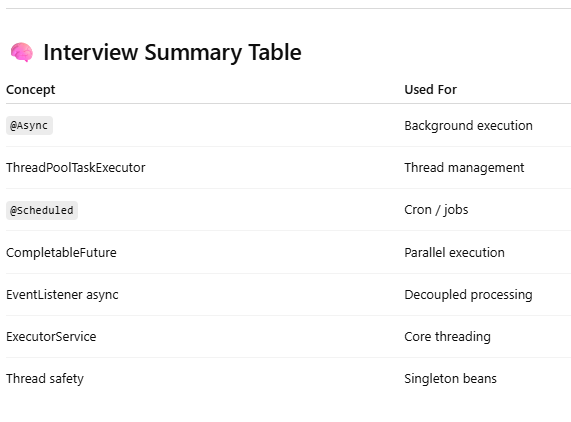 🧠 Interview Summary Table
Concept Used For
@Async Background execution
ThreadPoolTaskExecutor Thread management
@Scheduled Cron / jobs
CompletableFuture Parallel execution
EventListener async Decoupled processing
ExecutorService Core threading
Thread safety Singleton beans